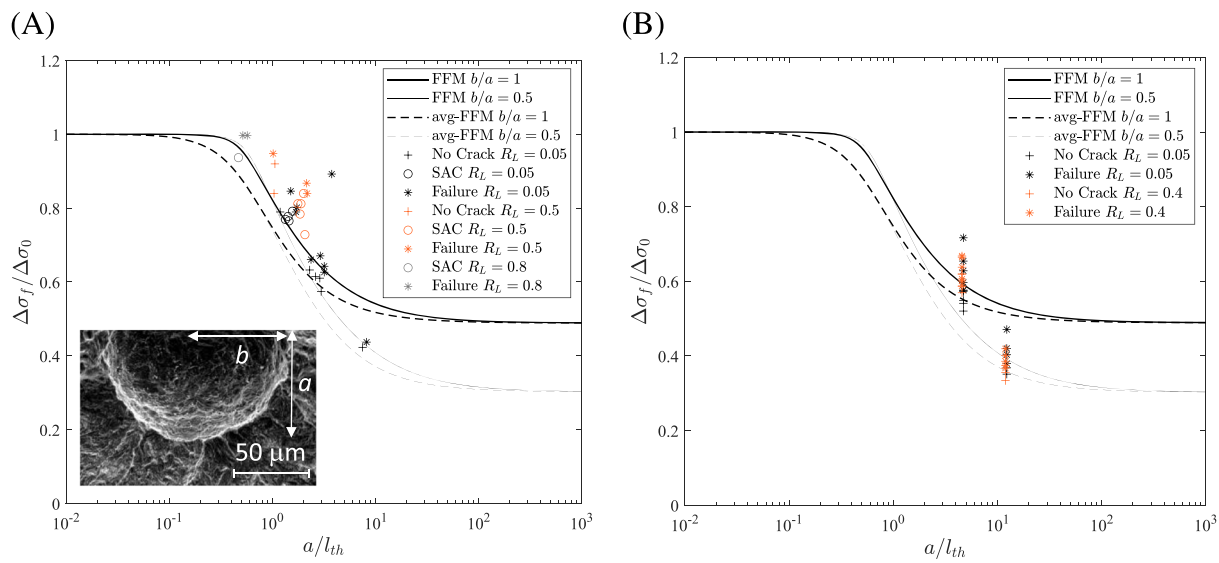 (A)
1.2
1
0.8
0.6
0.4
0.2
0
Δσ_f/Δσ_0
FFM b/a = 1
FFM b/a = 0.5
avg-FFM b/a = 1
avg-FFM b/a = 0.5
No Crack R_L = 0.05
SAC R_L = 0.05
Failure R_L = 0.05
No Crack R_L = 0.5
SAC R_L = 0.5
Failure R_L = 0.5
SAC R_L = 0.8
Failure R_L = 0.8
b
a
50 μm
10^-2
10^-1
10^0
10^1
10^2
10^3
a/l_th
(B)
1.2
1
0.8
0.6
0.4
0.2
0
Δσ_f/Δσ_0
FFM b/a = 1
FFM b/a = 0.5
avg-FFM b/a = 1
avg-FFM b/a = 0.5
No Crack R_L = 0.05
Failure R_L = 0.05
No Crack R_L = 0.4
Failure R_L = 0.4
10^-2
10^-1
10^0
10^1
10^2
10^3
a/l_th